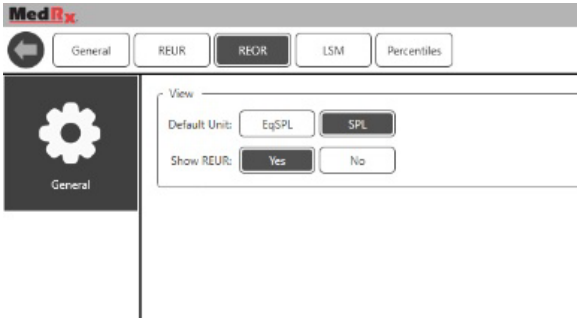 MedRx
General REUR REOR LSM Percentiles
View
Default Unit: EqSPL SPL
Show REUR: Yes No
General